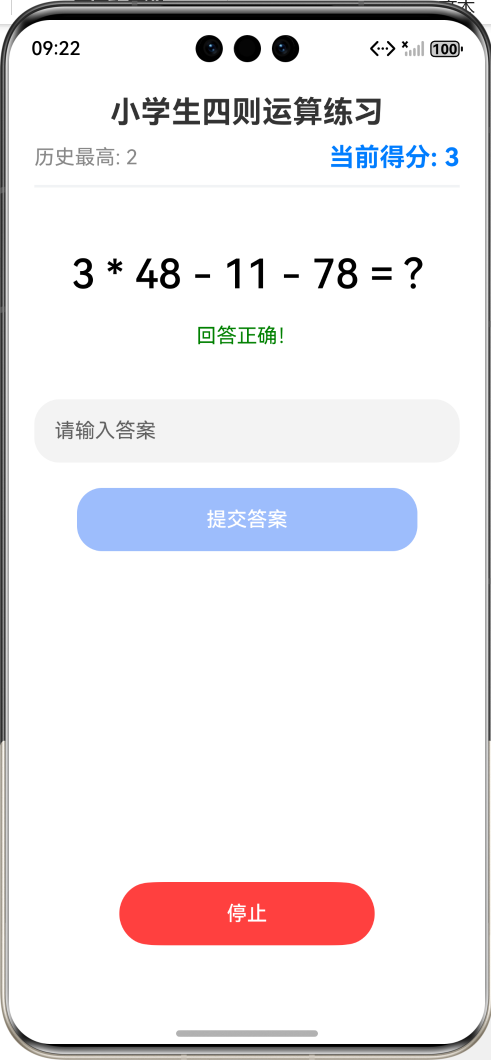 09:22
100
小学生四则运算练习
历史最高: 2
当前得分: 3
3 * 48 - 11 - 78 = ?
回答正确!
请输入答案
提交答案
停止